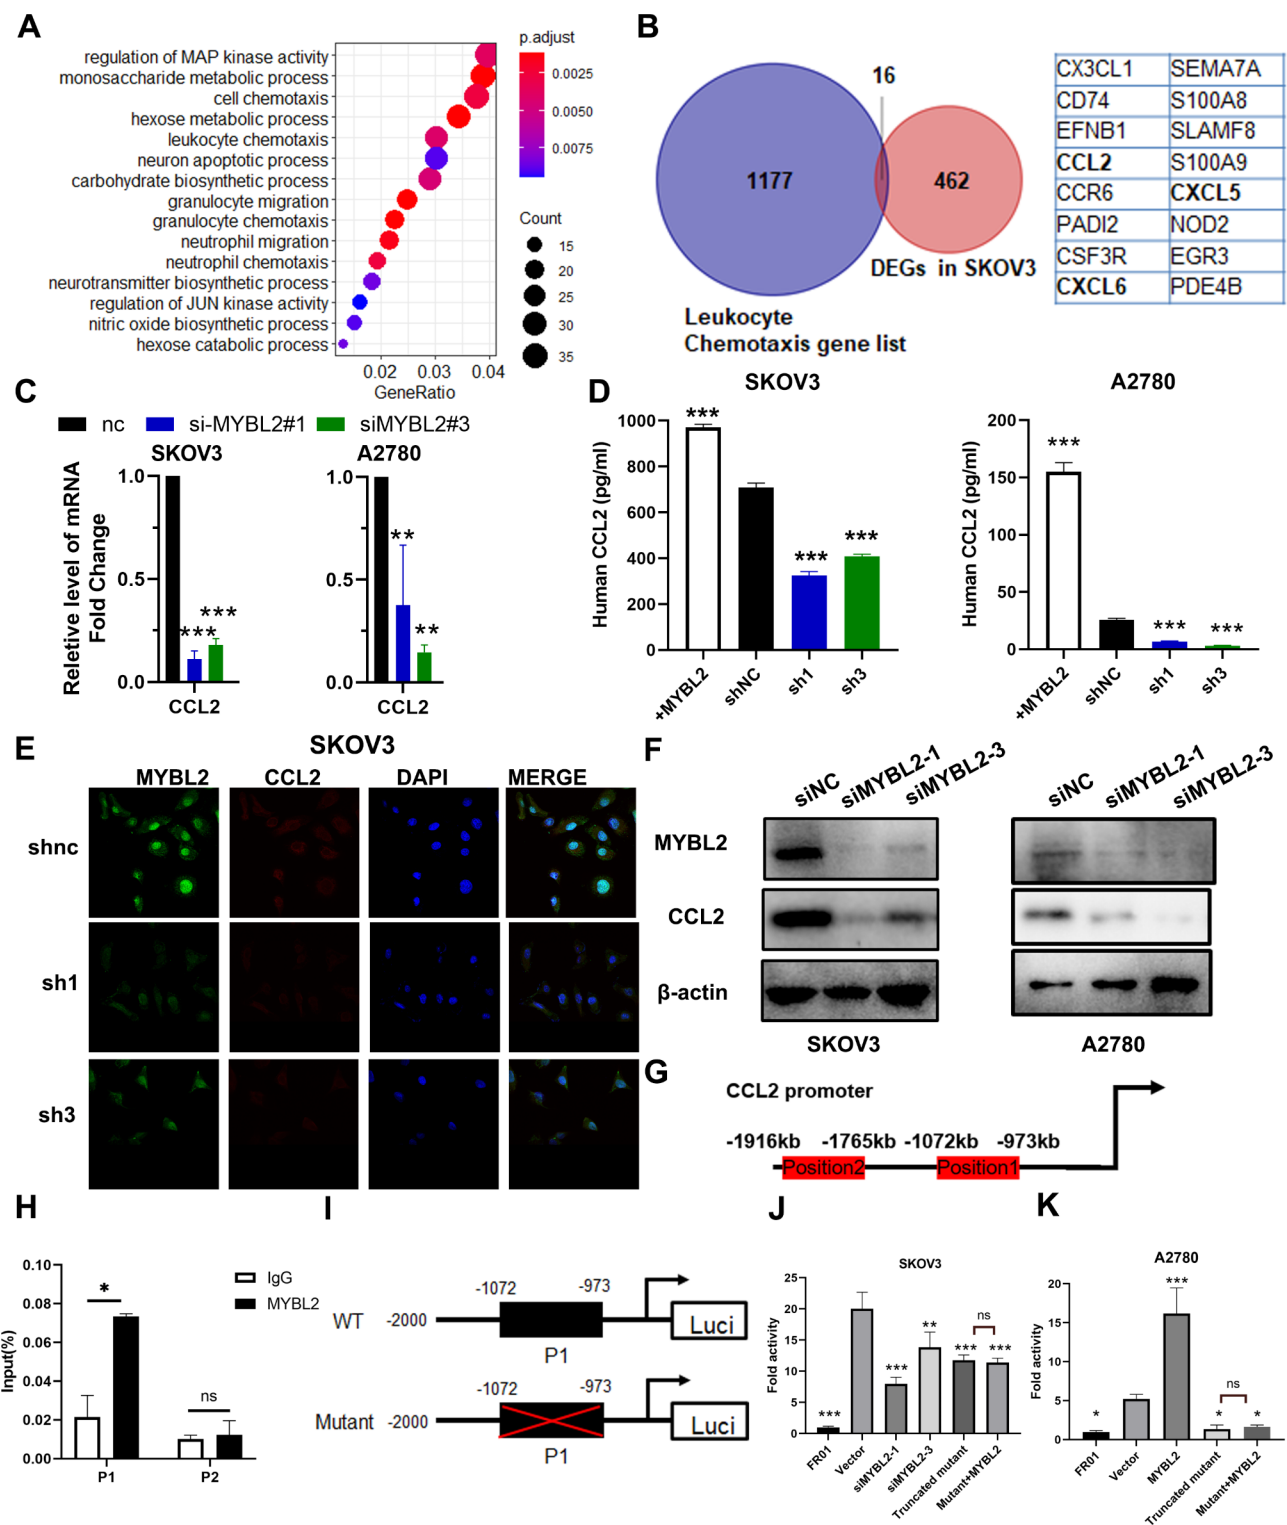 A
regulation of MAP kinase activity
monosaccharide metabolic process
cell chemotaxis
hexose metabolic process
leukocyte chemotaxis
neuron apoptotic process
carbohydrate biosynthetic process
granulocyte migration
granulocyte chemotaxis
neutrophil migration
neutrophil chemotaxis
neurotransmitter biosynthetic process
regulation of JUN kinase activity
nitric oxide biosynthetic process
hexose catabolic process
0.02 0.03 0.04
GeneRatio
p.adjust
0.0025
0.0050
0.0075
Count
15
20
25
30
35
B
16
1177
462
DEGs in SKOV3
Leukocyte
Chemotaxis gene list
CX3CL1 SEMA7A
CD74 S100A8
EFNB1 SLAMF8
CCL2 S100A9
CCR6 CXCL5
PADI2 NOD2
CSF3R EGR3
CXCL6 PDE4B
C
nc si-MYBL2#1 siMYBL2#3
SKOV3 A2780
Reletive level of mRNA
Fold Change
1.0
0.5
0.0
***
***
CCL2
1.0
0.5
0.0
**
**
CCL2
D
SKOV3
Human CCL2 (pg/ml)
1000
800
600
400
200
0
***
***
***
+MYBL2 shNC sh1 sh3
A2780
Human CCL2 (pg/ml)
200
150
100
50
0
***
***
***
+MYBL2 shNC sh1 sh3
E
SKOV3
MYBL2 CCL2 DAPI MERGE
shnc
sh1
sh3
F
siNC siMYBL2-1 siMYBL2-3
siNC siMYBL2-1 siMYBL2-3
MYBL2
CCL2
β-actin
SKOV3 A2780
G
CCL2 promoter
-1916kb -1765kb -1072kb -973kb
Position2 Position1
H
Input(%)
0.10
0.08
0.06
0.04
0.02
0.00
*
ns
P1 P2
IgG
MYBL2
I
-1072 -973
WT -2000 Luci
P1
-1072 -973
Mutant -2000 Luci
P1
J
SKOV3
Fold activity
25
20
15
10
5
0
***
***
**
***
ns
***
FR01 Vector siMYBL2-1 siMYBL2-3 Truncated mutant Mutant+MYBL2
K
A2780
Fold activity
20
15
10
5
0
*
***
*
ns
*
FR01 Vector MYBL2 Truncated mutant Mutant+MYBL2